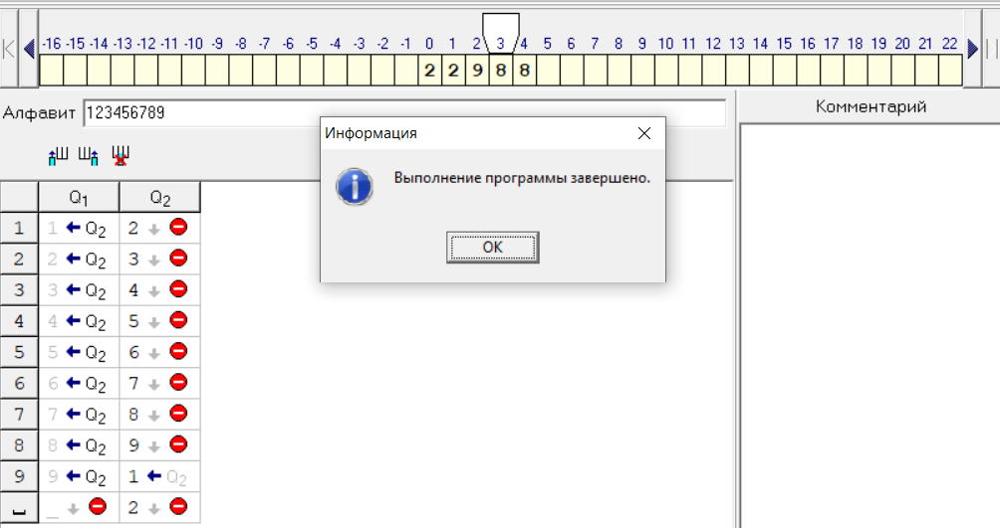 -16 -15 -14 -13 -12 -11 -10 -9 -8 -7 -6 -5 -4 -3 -2 -1 0 1 2 3 4 5 6 7 8 9 10 11 12 13 14 15 16 17 18 19 20 21 22
2 2 9 8 8
Алфавит 123456789
Комментарий
Информация
Выполнение программы завершено.
OK
Q1 Q2
1 1 ← Q2 2 ↓
2 2 ← Q2 3 ↓
3 3 ← Q2 4 ↓
4 4 ← Q2 5 ↓
5 5 ← Q2 6 ↓
6 6 ← Q2 7 ↓
7 7 ← Q2 8 ↓
8 8 ← Q2 9 ↓
9 9 ← Q2 1 ← Q2
␣ _ ↓ 2 ↓